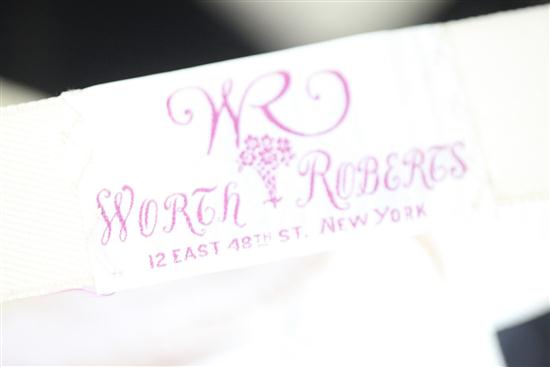 WR
WORTH ROBERTS
12 EAST 48TH ST. NEW YORK